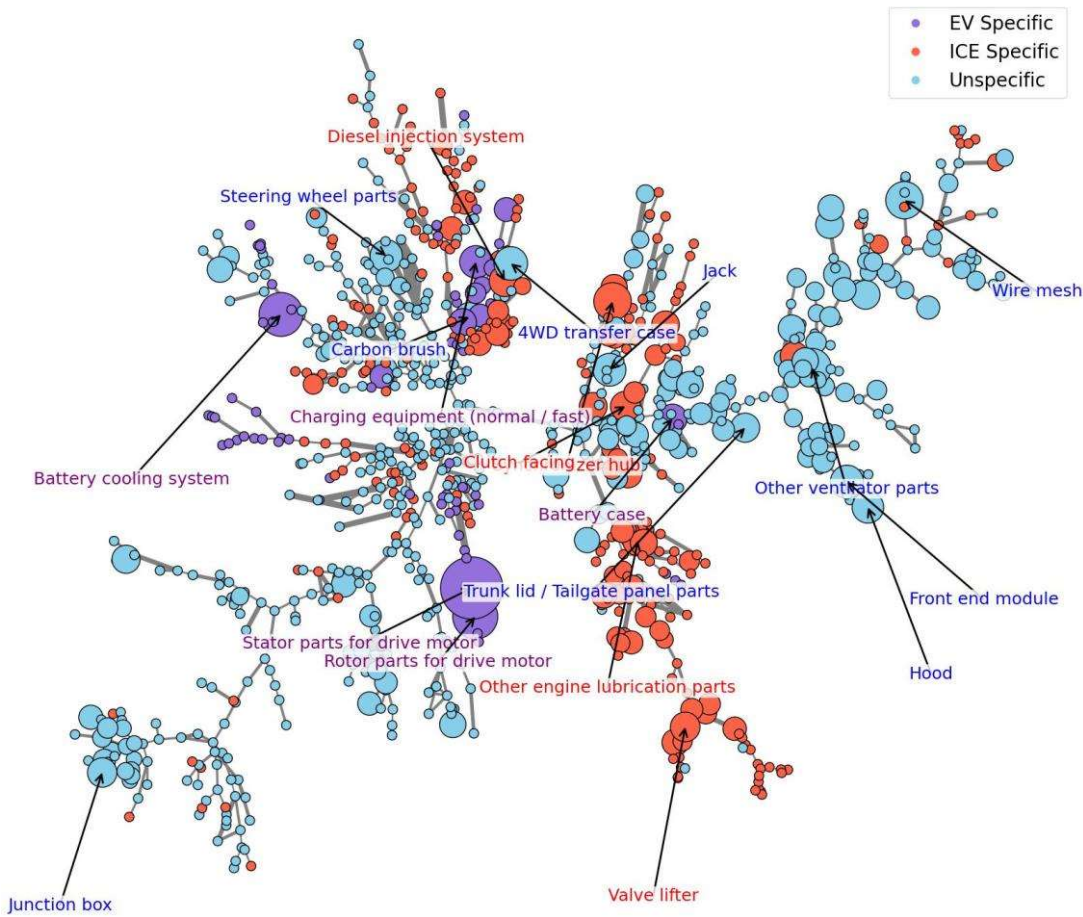 EV Specific
ICE Specific
Unspecific
Diesel injection system
Steering wheel parts
Jack
Wire mesh
4WD transfer case
Carbon brush
Charging equipment (normal / fast)
Clutch facing
zer hub
Battery cooling system
Other ventilator parts
Battery case
Trunk lid / Tailgate panel parts
Front end module
Stator parts for drive motor
Rotor parts for drive motor
Hood
Other engine lubrication parts
Valve lifter
Junction box